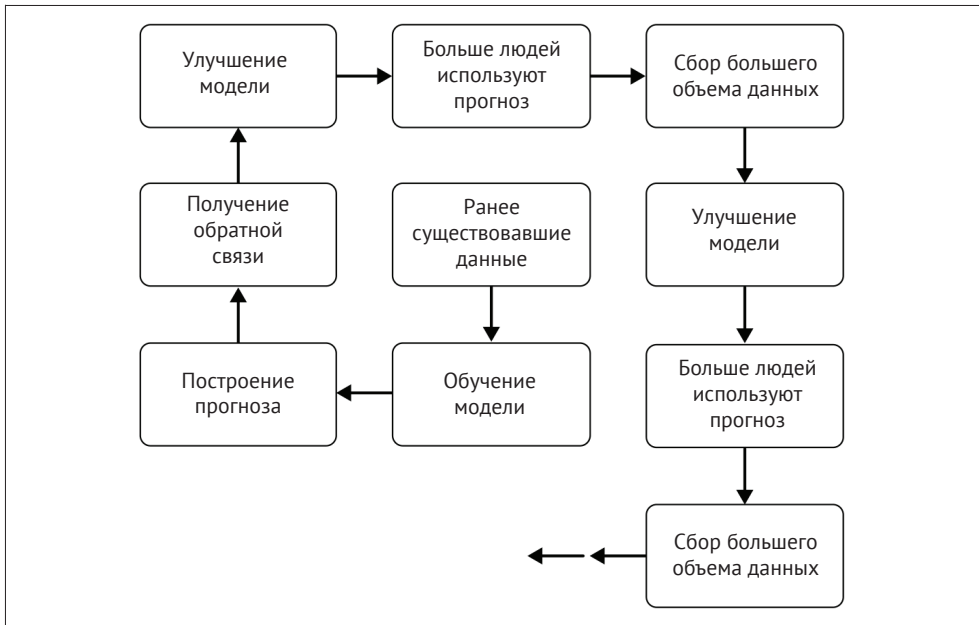 Улучшение
модели
Больше людей
используют
прогноз
Сбор большего
объема данных
Получение
обратной
связи
Ранее
существовавшие
данные
Улучшение
модели
Построение
прогноза
Обучение
модели
Больше людей
используют
прогноз
Сбор большего
объема данных